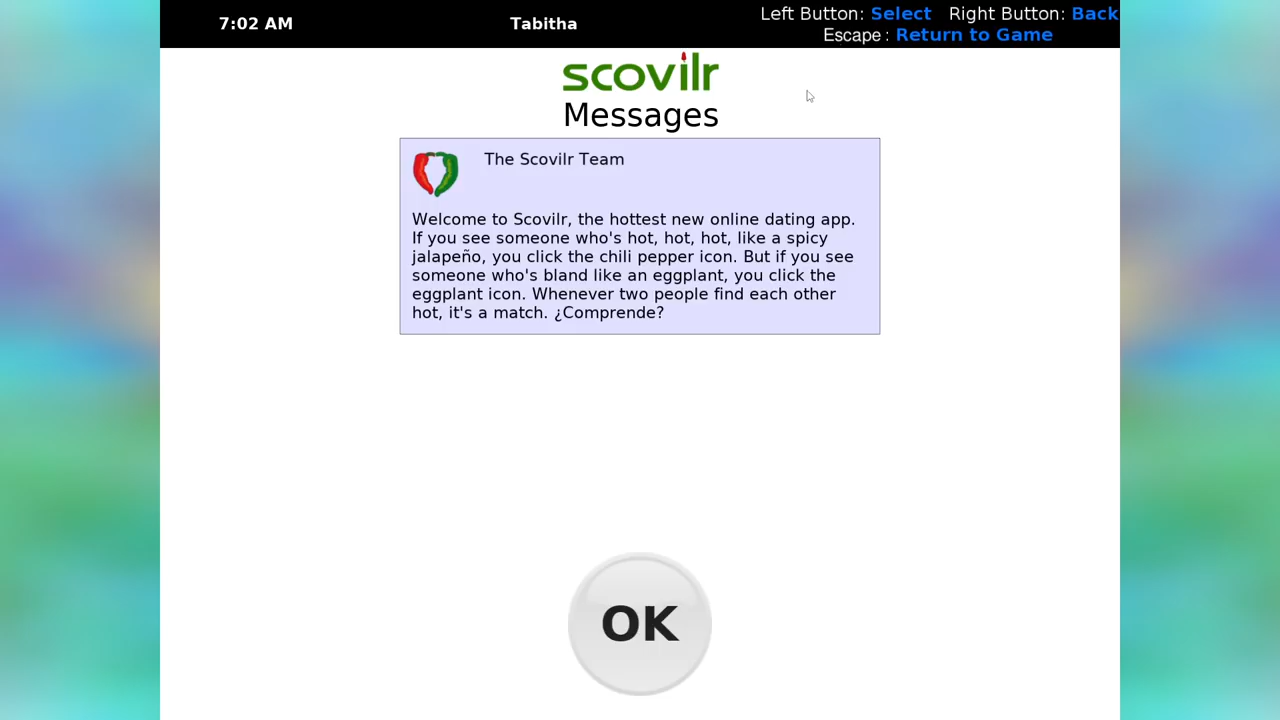 7:02 AM
Tabitha
Left Button: Select Right Button: Back
Escape : Return to Game
scovilr
Messages
The Scovilr Team
Welcome to Scovilr, the hottest new online dating app.
If you see someone who's hot, hot, hot, like a spicy
jalapeño, you click the chili pepper icon. But if you see
someone who's bland like an eggplant, you click the
eggplant icon. Whenever two people find each other
hot, it's a match. ¿Comprende?
OK